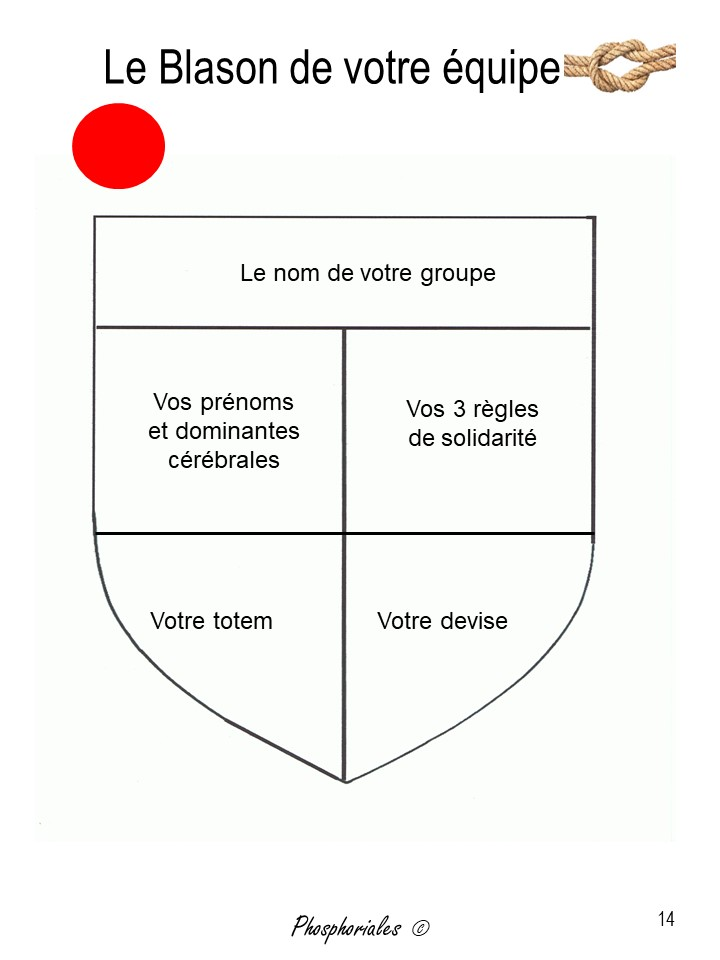 Le Blason de votre équipe
Le nom de votre groupe
Vos prénoms
et dominantes
cérébrales
Vos 3 règles
de solidarité
Votre totem
Votre devise
Phosphoriales ©
14